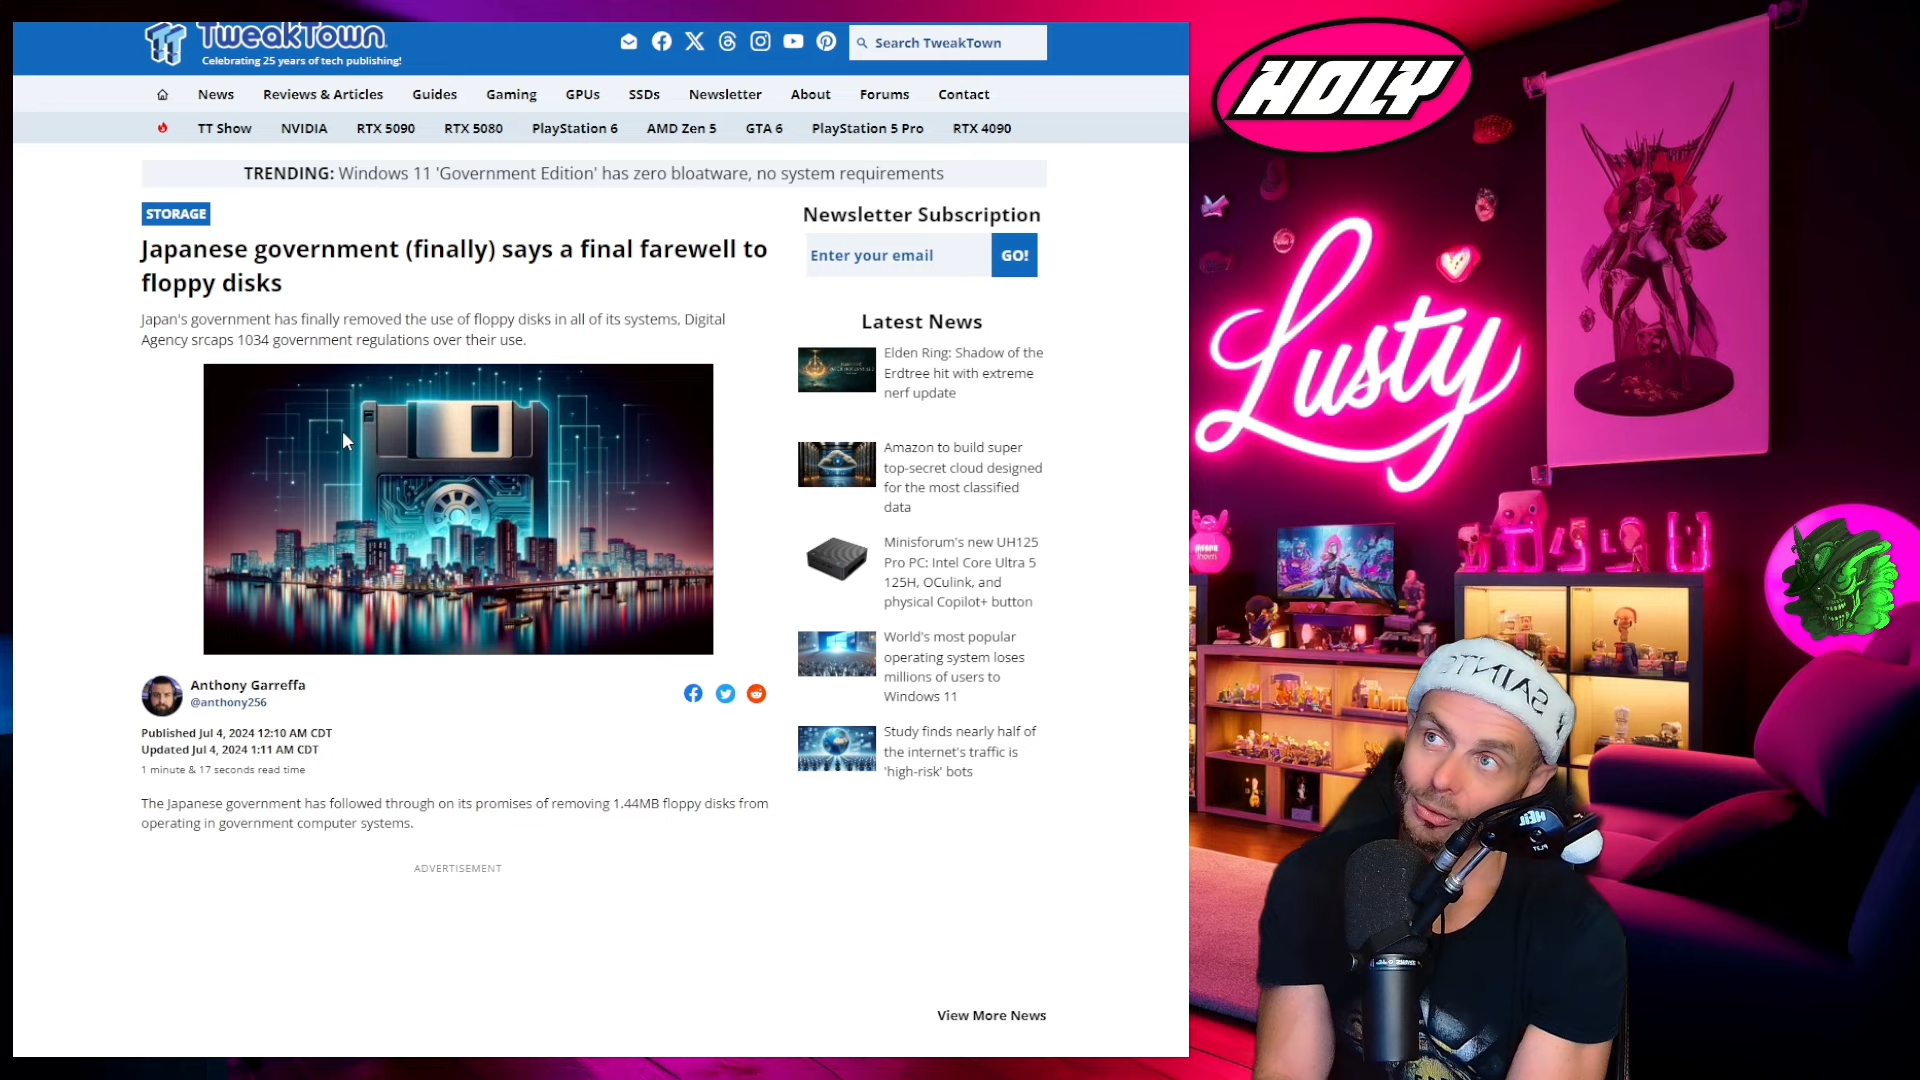 TweakTown
Celebrating 25 years of tech publishing!
Search TweakTown
News Reviews & Articles Guides Gaming GPUs SSDs Newsletter About Forums Contact
TT Show NVIDIA RTX 5090 RTX 5080 PlayStation 6 AMD Zen 5 GTA 6 PlayStation 5 Pro RTX 4090
TRENDING: Windows 11 'Government Edition' has zero bloatware, no system requirements
STORAGE
Japanese government (finally) says a final farewell to
floppy disks
Japan's government has finally removed the use of floppy disks in all of its systems, Digital
Agency srcaps 1034 government regulations over their use.
Anthony Garreffa
@anthony256
Published Jul 4, 2024 12:10 AM CDT
Updated Jul 4, 2024 1:11 AM CDT
1 minute & 17 seconds read time
The Japanese government has followed through on its promises of removing 1.44MB floppy disks from
operating in government computer systems.
ADVERTISEMENT
Newsletter Subscription
Enter your email GO!
Latest News
Elden Ring: Shadow of the
Erdtree hit with extreme
nerf update
Amazon to build super
top-secret cloud designed
for the most classified
data
Minisforum's new UH125
Pro PC: Intel Core Ultra 5
125H, OCulink, and
physical Copilot+ button
World's most popular
operating system loses
millions of users to
Windows 11
Study finds nearly half of
the internet's traffic is
'high-risk' bots
View More News
HOLY
Lusty